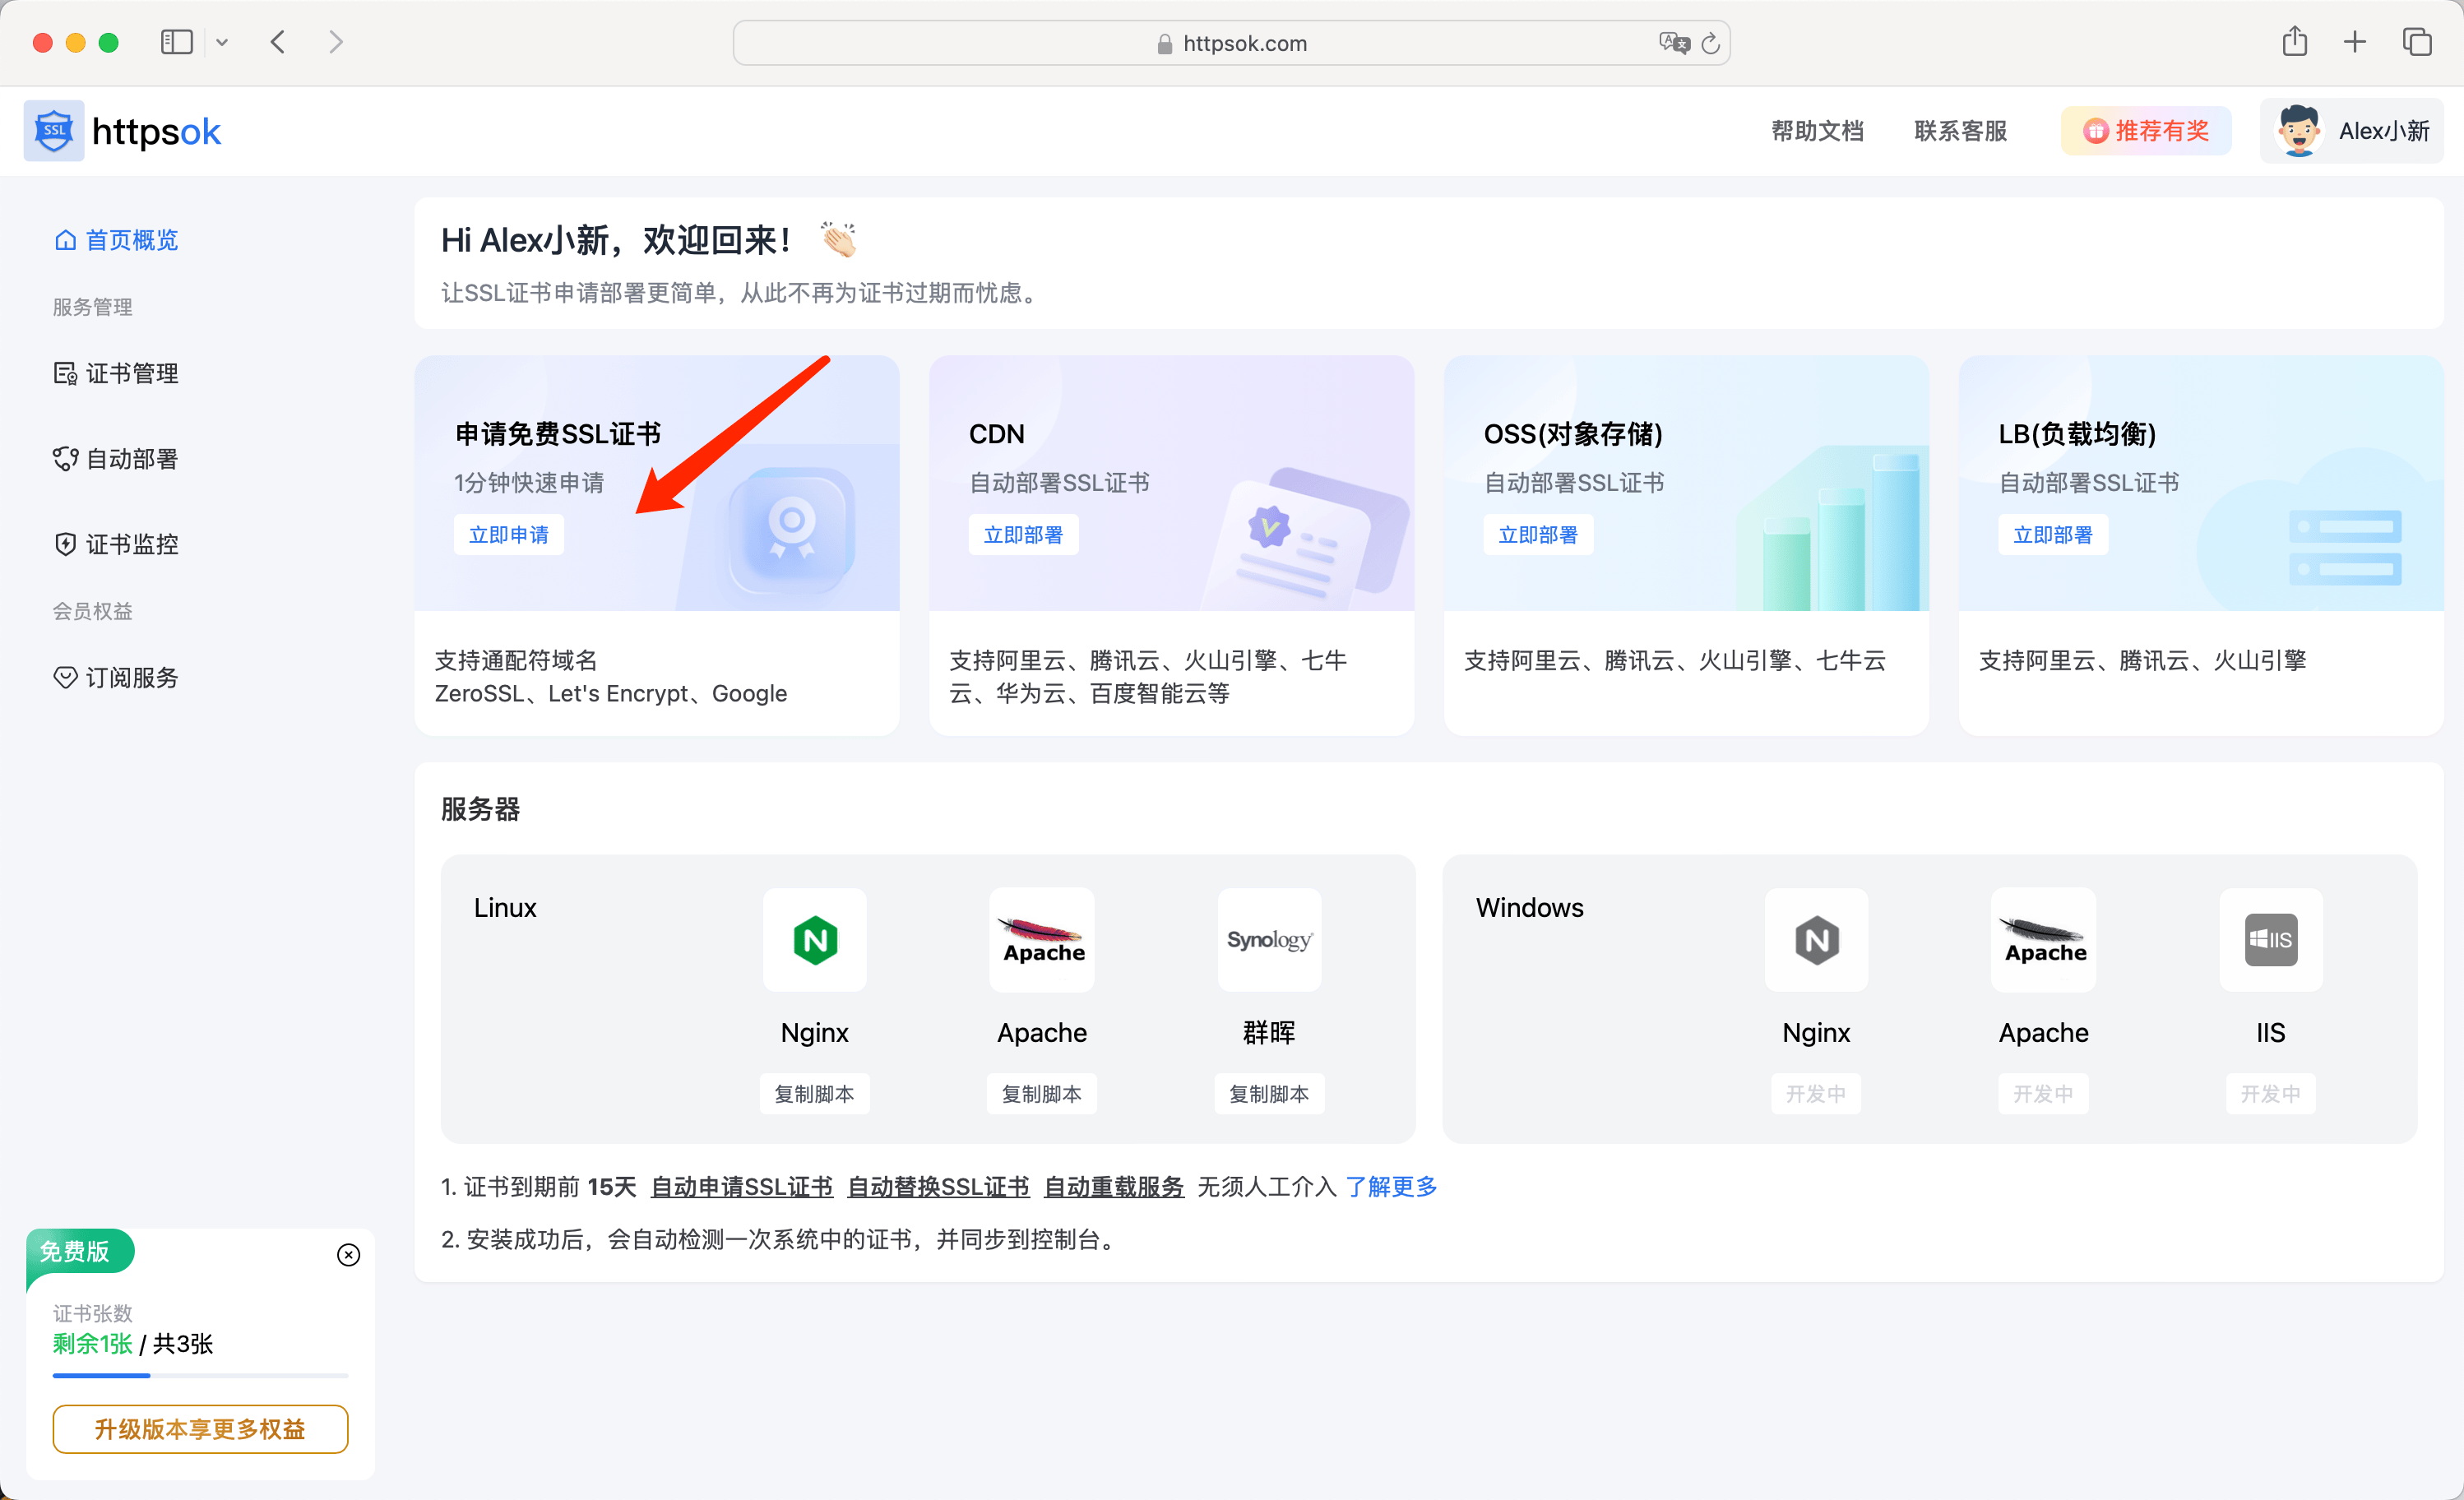 httpsok.com
SSL
httpsok
帮助文档
联系客服
推荐有奖
Alex小新
首页概览
服务管理
证书管理
自动部署
证书监控
会员权益
订阅服务
Hi Alex小新，欢迎回来！ 👏🏻
让SSL证书申请部署更简单，从此不再为证书过期而忧虑。
申请免费SSL证书
1分钟快速申请
立即申请
支持通配符域名
ZeroSSL、Let's Encrypt、Google
CDN
自动部署SSL证书
立即部署
支持阿里云、腾讯云、火山引擎、七牛
云、华为云、百度智能云等
OSS(对象存储)
自动部署SSL证书
立即部署
支持阿里云、腾讯云、火山引擎、七牛云
LB(负载均衡)
自动部署SSL证书
立即部署
支持阿里云、腾讯云、火山引擎
服务器
Linux
Apache
Synology
Nginx
Apache
群晖
复制脚本
复制脚本
复制脚本
Windows
Apache
IIS
Nginx
Apache
IIS
开发中
开发中
开发中
1. 证书到期前 15天 自动申请SSL证书 自动替换SSL证书 自动重载服务 无须人工介入 了解更多
2. 安装成功后，会自动检测一次系统中的证书，并同步到控制台。
免费版
证书张数
剩余1张 / 共3张
升级版本享更多权益